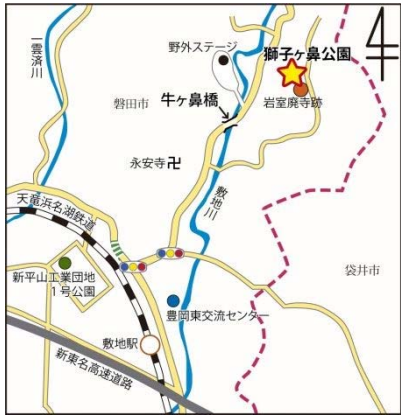 一雲済川
野外ステージ
獅子ヶ鼻公園
岩室廃寺跡
磐田市
牛ヶ鼻橋
永安寺卍
敷地川
天竜浜名湖鉄道
袋井市
新平山工業団地
1号公園
豊岡東交流センター
敷地駅
新東名高速道路